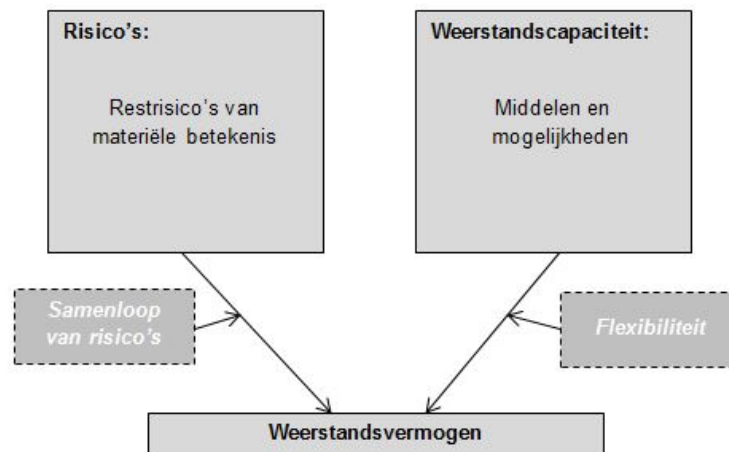 Risico's:
Restrisico's van
materiële betekenis
Weerstandscapaciteit:
Middelen en
mogelijkheden
Samenloop
van risico's
Flexibiliteit
Weerstandsvermogen